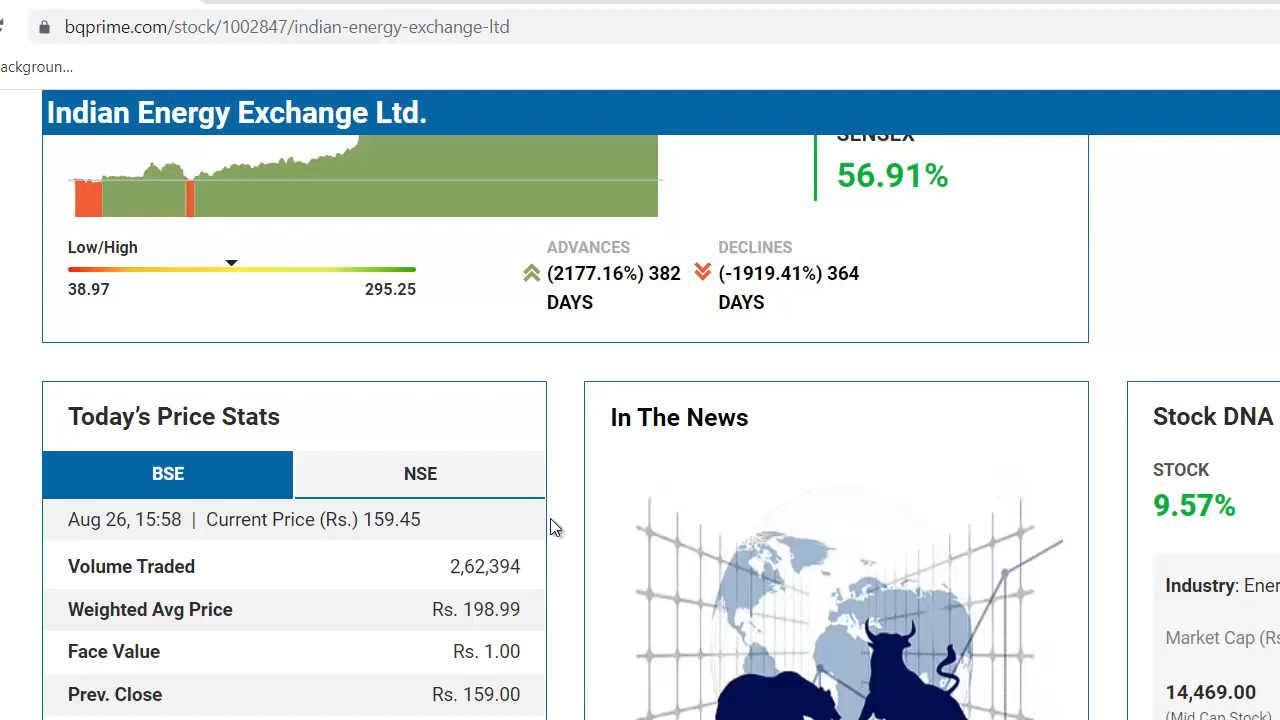 bqprime.com/stock/1002847/indian-energy-exchange-ltd
ackgroun...
Indian Energy Exchange Ltd.
SENSEX
56.91%
Low/High
38.97
295.25
ADVANCES
(2177.16%) 382
DAYS
DECLINES
(-1919.41%) 364
DAYS
Today's Price Stats
BSE
NSE
Aug 26, 15:58 | Current Price (Rs.) 159.45
Volume Traded 2,62,394
Weighted Avg Price Rs. 198.99
Face Value Rs. 1.00
Prev. Close Rs. 159.00
In The News
Stock DNA
STOCK
9.57%
Industry: Ener
Market Cap (Rs
14,469.00
(Mid Cap Stock)